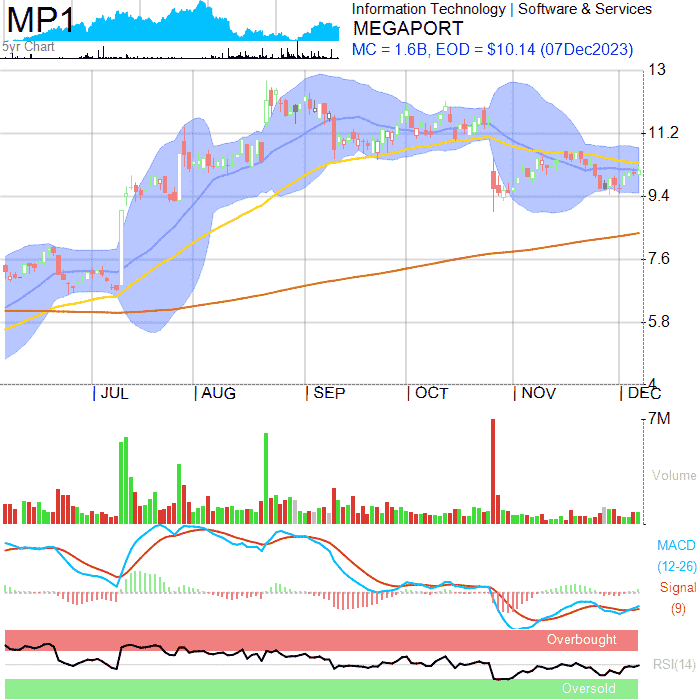 MP1
5yr Chart
Information Technology | Software & Services
MEGAPORT
MC = 1.6B, EOD = $10.14 (07Dec2023)
13
11.2
9.4
7.6
5.8
4
JUL
AUG
SEP
OCT
NOV
DEC
7M
Volume
MACD
(12-26)
Signal
(9)
Overbought
RSI(14)
Oversold